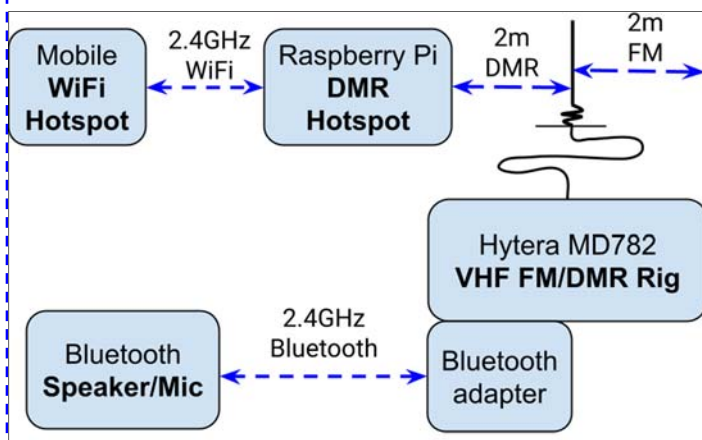 Mobile
WiFi
Hotspot
2.4GHz
WiFi
Raspberry Pi
DMR
Hotspot
2m
DMR
2m
FM
Hytera MD782
VHF FM/DMR Rig
Bluetooth
Speaker/Mic
2.4GHz
Bluetooth
Bluetooth
adapter